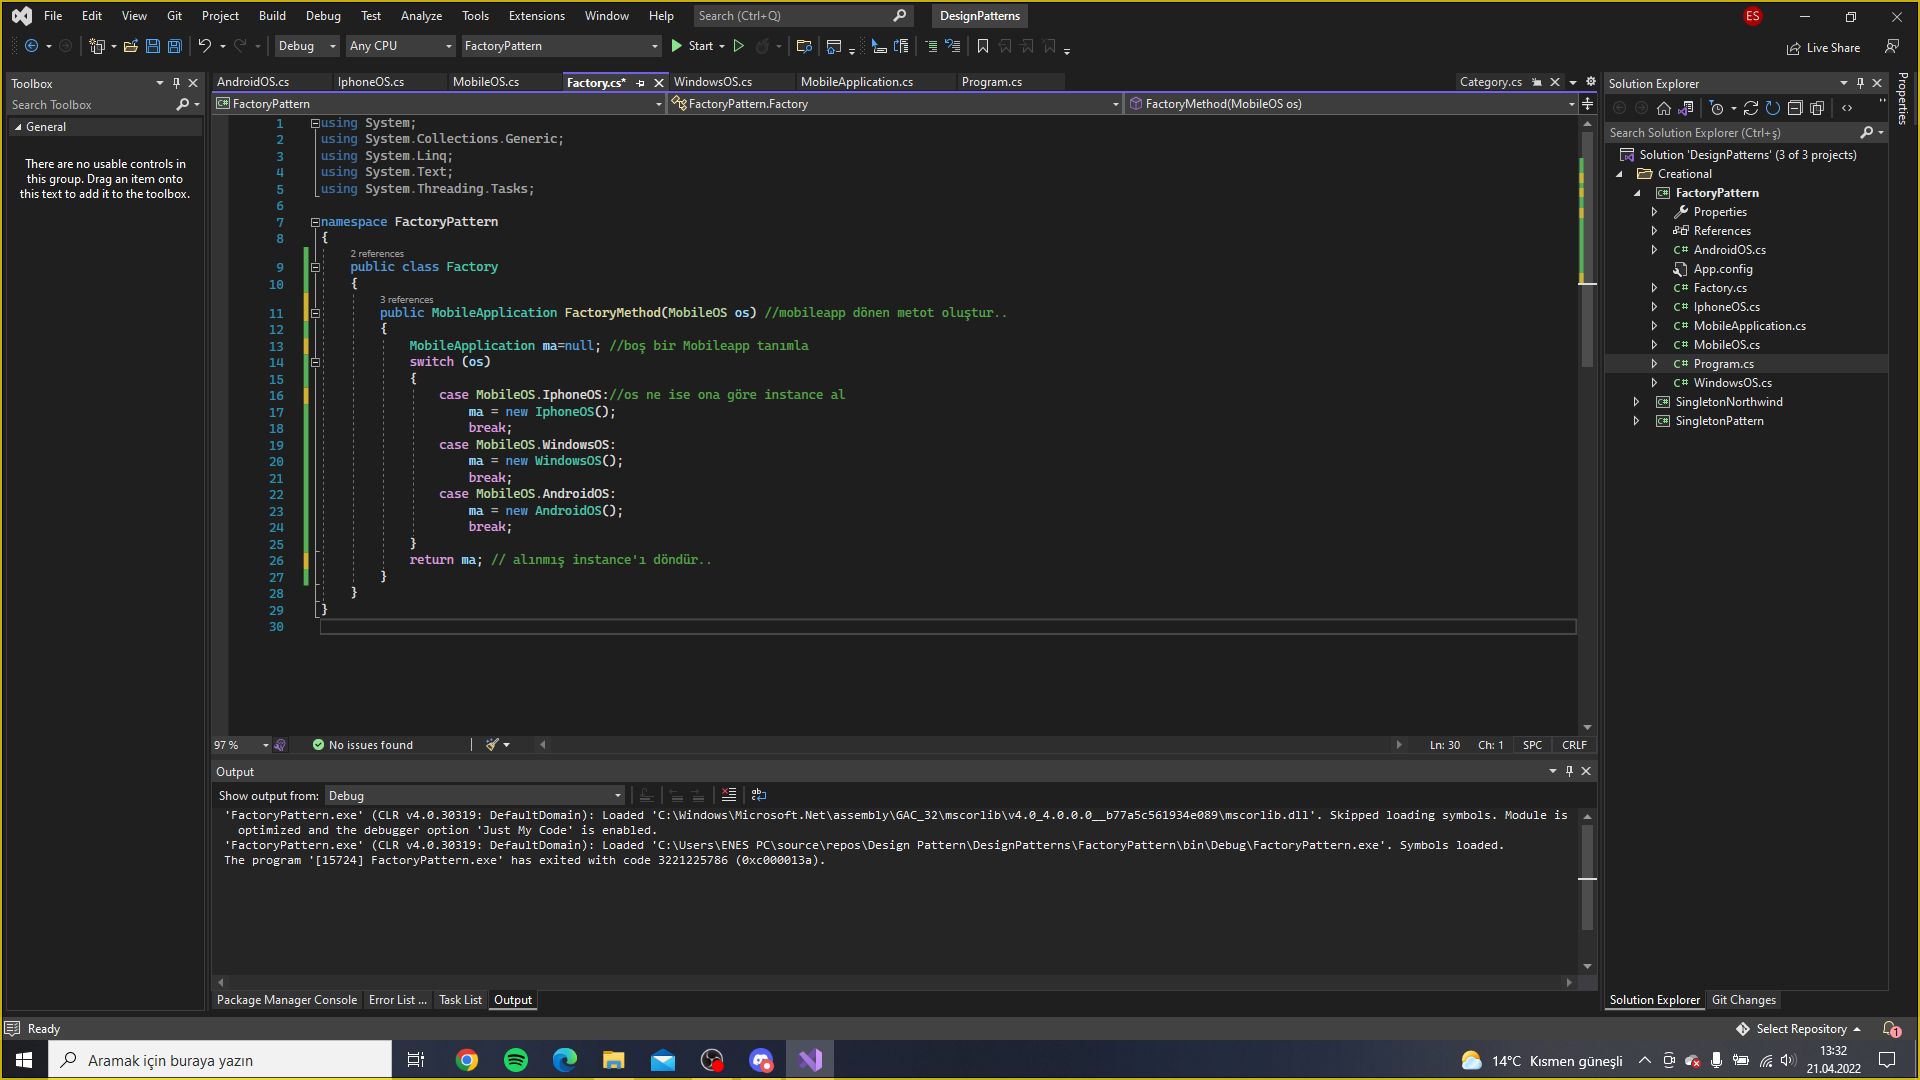 File Edit View Git Project Build Debug Test Analyze Tools Extensions Window Help Search (Ctrl+Q) DesignPatterns ES
Debug Any CPU FactoryPattern Start Live Share
Toolbox
Search Toolbox
General
There are no usable controls in
this group. Drag an item onto
this text to add it to the toolbox.
AndroidOS.cs IphoneOS.cs MobileOS.cs Factory.cs* WindowsOS.cs MobileApplication.cs Program.cs Category.cs
FactoryPattern FactoryPattern.Factory FactoryMethod(MobileOS os)
1 using System;
2 using System.Collections.Generic;
3 using System.Linq;
4 using System.Text;
5 using System.Threading.Tasks;
6
7 namespace FactoryPattern
8 {
2 references
9 public class Factory
10 {
3 references
11 public MobileApplication FactoryMethod(MobileOS os) //mobileapp dönen metot oluştur..
12 {
13 MobileApplication ma=null; //boş bir Mobileapp tanımla
14 switch (os)
15 {
16 case MobileOS.IphoneOS://os ne ise ona göre instance al
17 ma = new IphoneOS();
18 break;
19 case MobileOS.WindowsOS:
20 ma = new WindowsOS();
21 break;
22 case MobileOS.AndroidOS:
23 ma = new AndroidOS();
24 break;
25 }
26 return ma; // alınmış instance'ı döndür..
27 }
28 }
29 }
30
97 % No issues found Ln: 30 Ch: 1 SPC CRLF
Output
Show output from: Debug
'FactoryPattern.exe' (CLR v4.0.30319: DefaultDomain): Loaded 'C:\Windows\Microsoft.Net\assembly\GAC_32\mscorlib\v4.0_4.0.0.0__b77a5c561934e089\mscorlib.dll'. Skipped loading symbols. Module is
optimized and the debugger option 'Just My Code' is enabled.
'FactoryPattern.exe' (CLR v4.0.30319: DefaultDomain): Loaded 'C:\Users\ENES PC\source\repos\Design Pattern\DesignPatterns\FactoryPattern\bin\Debug\FactoryPattern.exe'. Symbols loaded.
The program '[15724] FactoryPattern.exe' has exited with code 3221225786 (0xc000013a).
Package Manager Console Error List ... Task List Output
Solution Explorer
Search Solution Explorer (Ctrl+ş)
Solution 'DesignPatterns' (3 of 3 projects)
Creational
C# FactoryPattern
Properties
References
C# AndroidOS.cs
App.config
C# Factory.cs
C# IphoneOS.cs
C# MobileApplication.cs
C# MobileOS.cs
C# Program.cs
C# WindowsOS.cs
C# SingletonNorthwind
C# SingletonPattern
Solution Explorer Git Changes
Properties
Ready Select Repository 1
Aramak için buraya yazın 14°C Kısmen güneşli 13:32
21.04.2022